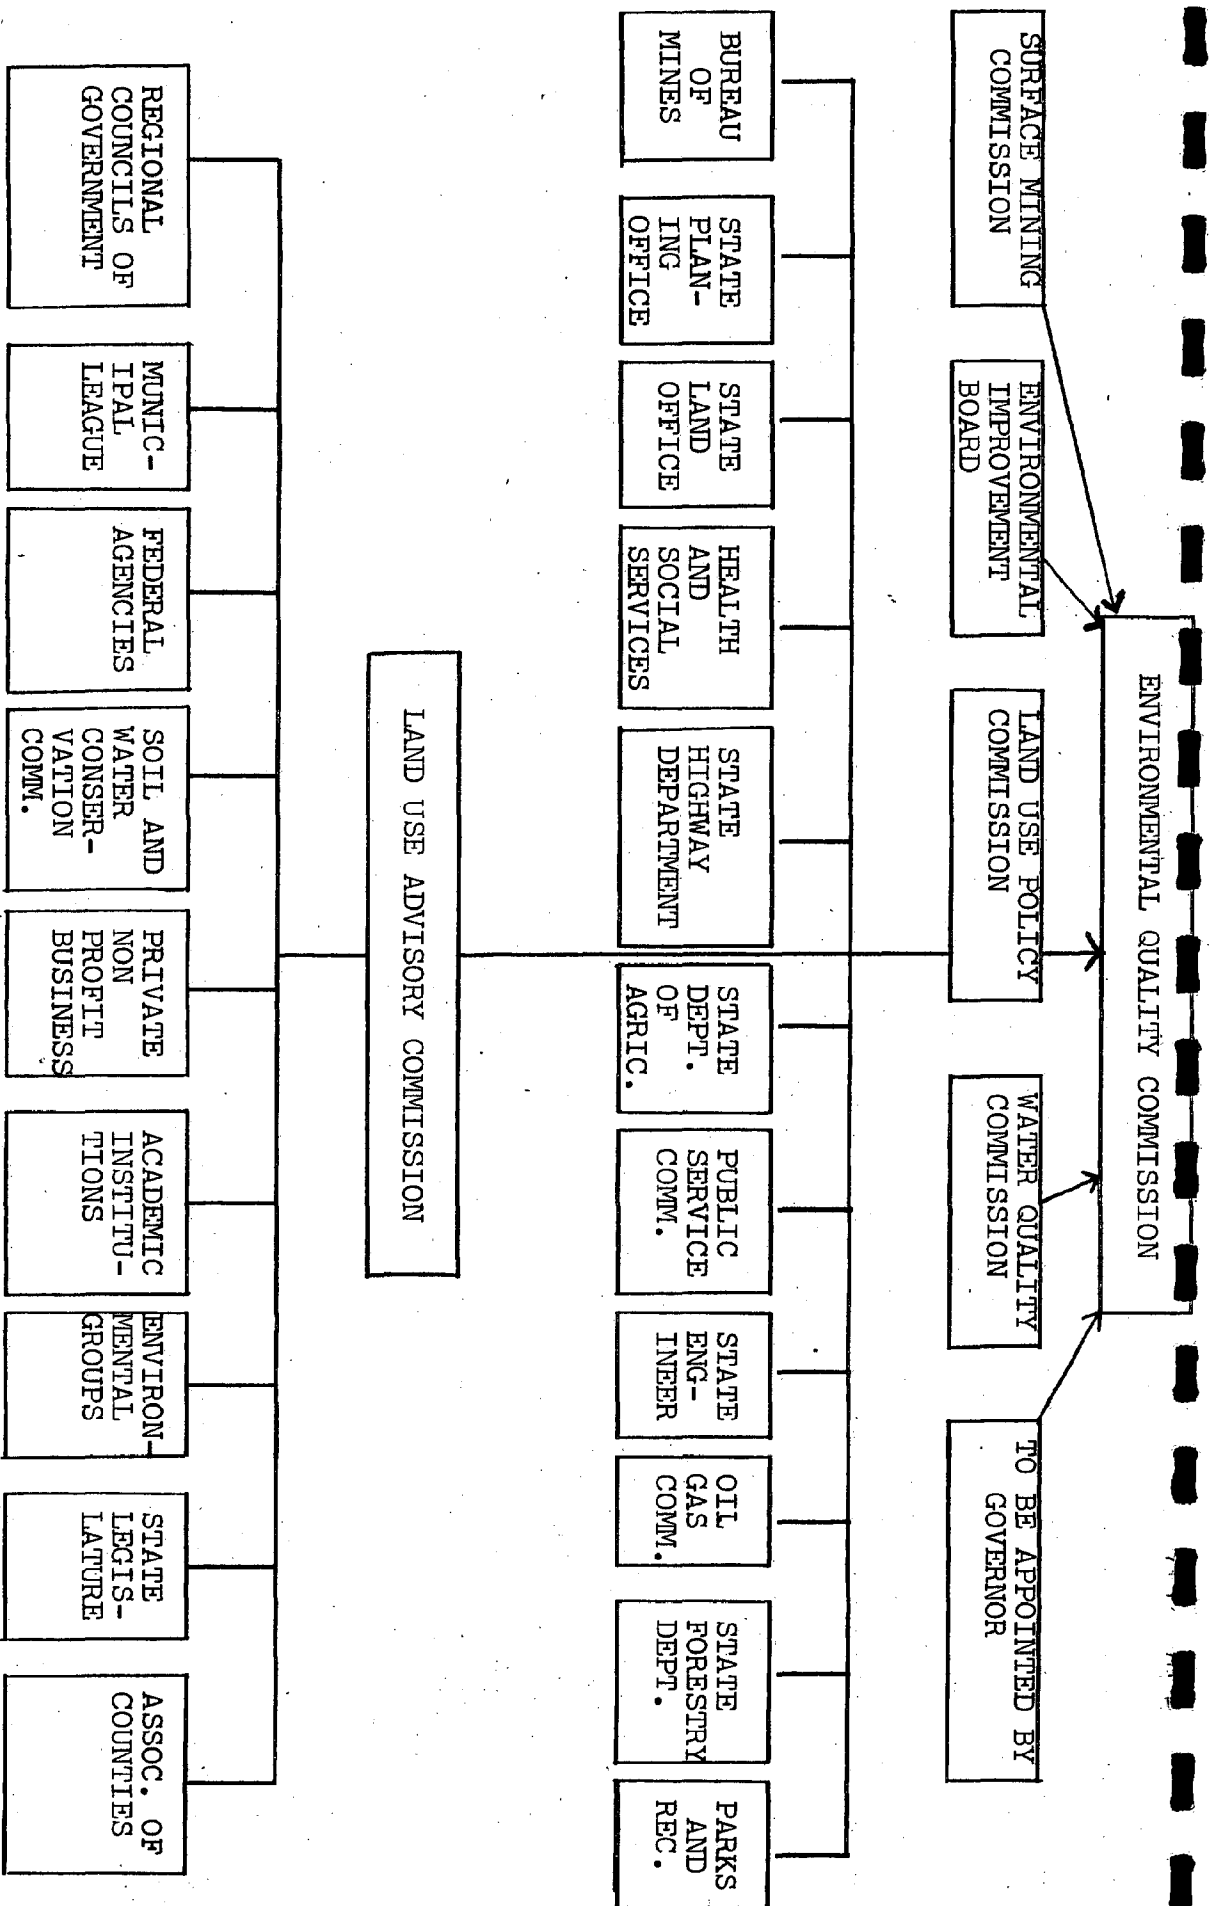 ENVIRONMENTAL QUALITY COMMISSION
SURFACE MINING
COMMISSION
ENVIRONMENTAL
IMPROVEMENT
BOARD
LAND USE POLICY
COMMISSION
WATER QUALITY
COMMISSION
TO BE APPOINTED BY
GOVERNOR
BUREAU
OF
MINES
STATE
PLAN-
ING
OFFICE
STATE
LAND
OFFICE
HEALTH
AND
SOCIAL
SERVICES
STATE
HIGHWAY
DEPARTMENT
STATE
DEPT.
OF
AGRIC.
PUBLIC
SERVICE
COMM.
STATE
ENG-
INEER
OIL
GAS
COMM.
STATE
FORESTRY
DEPT.
PARKS
AND
REC.
LAND USE ADVISORY COMMISSION
REGIONAL
COUNCILS OF
GOVERNMENT
MUNIC-
IPAL
LEAGUE
FEDERAL
AGENCIES
SOIL AND
WATER
CONSER-
VATION
COMM.
PRIVATE
NON
PROFIT
BUSINESS
ACADEMIC
INSTITU-
TIONS
ENVIRON-
MENTAL
GROUPS
STATE
LEGIS-
LATURE
ASSOC. OF
COUNTIES